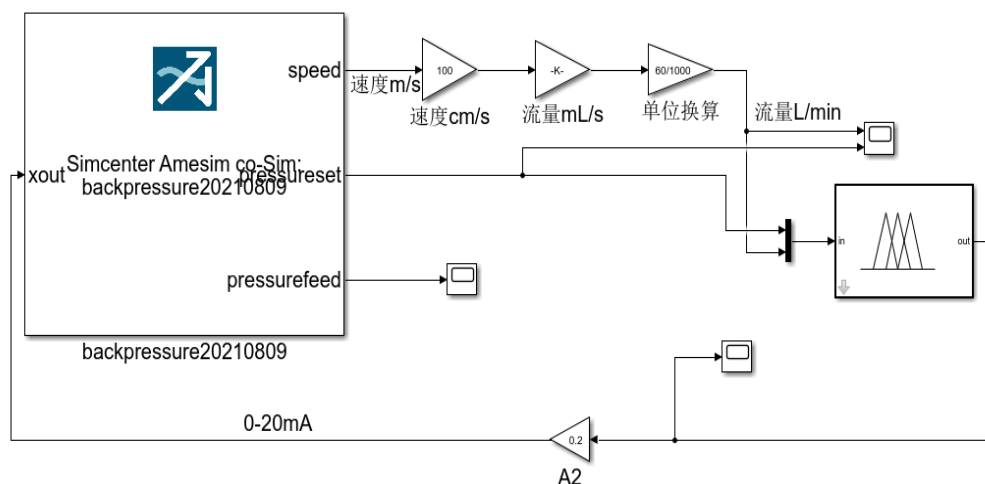 speed
速度m/s
100
速度cm/s
-K-
流量mL/s
60/1000
单位换算
流量L/min
Simcenter Amesim co-Sim:
backpressure20210809
xout
pressureset
pressurefeed
backpressure20210809
in
out
0-20mA
0.2
A2